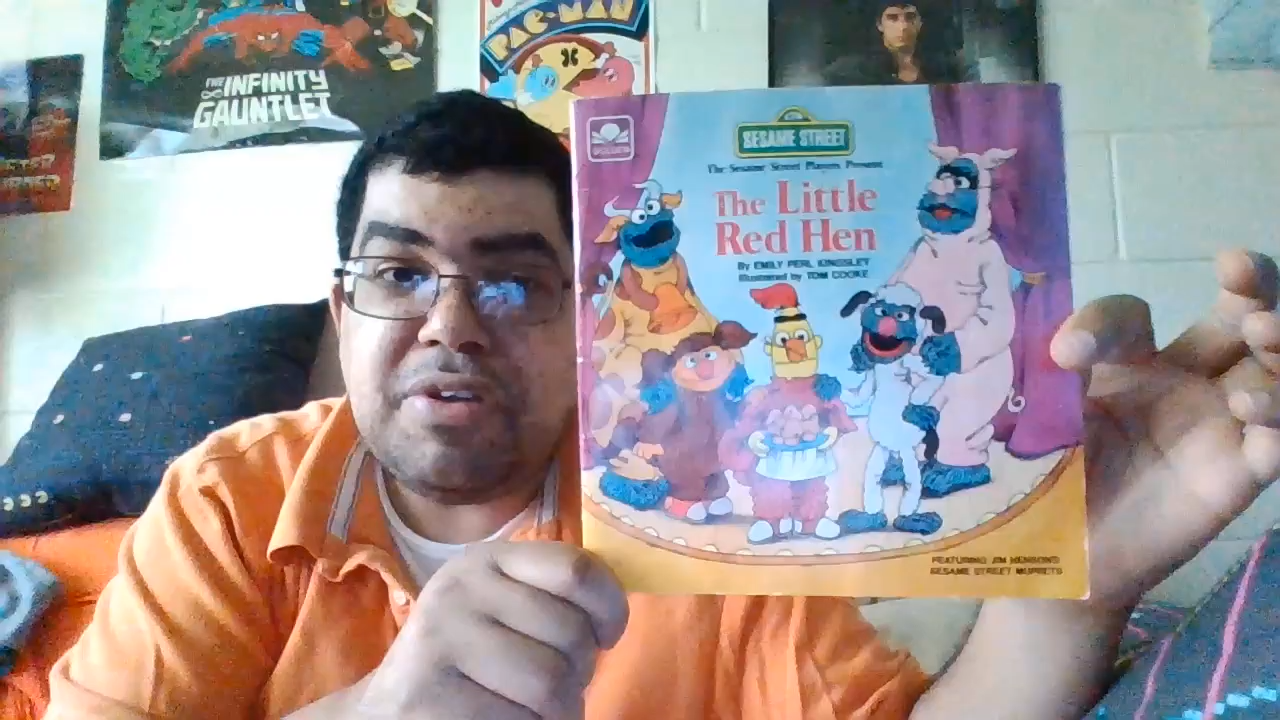 THE
INFINITY
GAUNTLET
PAC-MAN
GOLDEN
SESAME STREET
The Sesame Street Players Present
The Little
Red Hen
By EMILY PERL KINGSLEY
Illustrated by TOM COOKE
FEATURING JIM HENSON'S
SESAME STREET MUPPETS